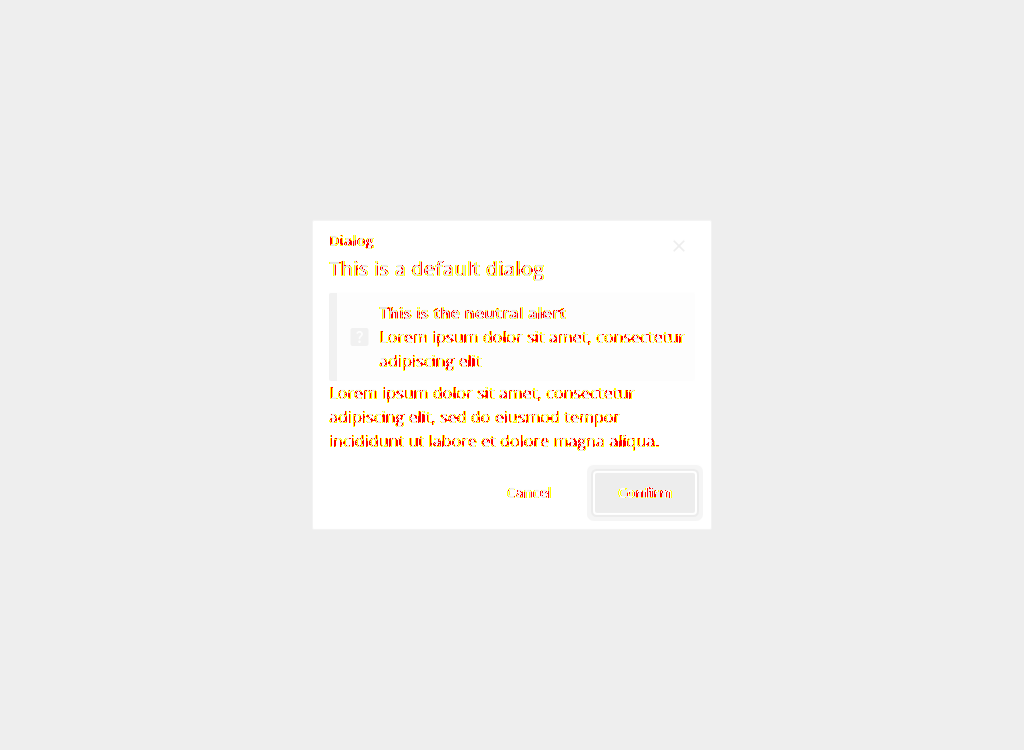 Dialog
This is a default dialog
This is the neutral alert
? Lorem ipsum dolor sit amet, consectetur
adipiscing elit
Lorem ipsum dolor sit amet, consectetur
adipiscing elit, sed do eiusmod tempor
incididunt ut labore et dolore magna aliqua.
Cancel Confirm